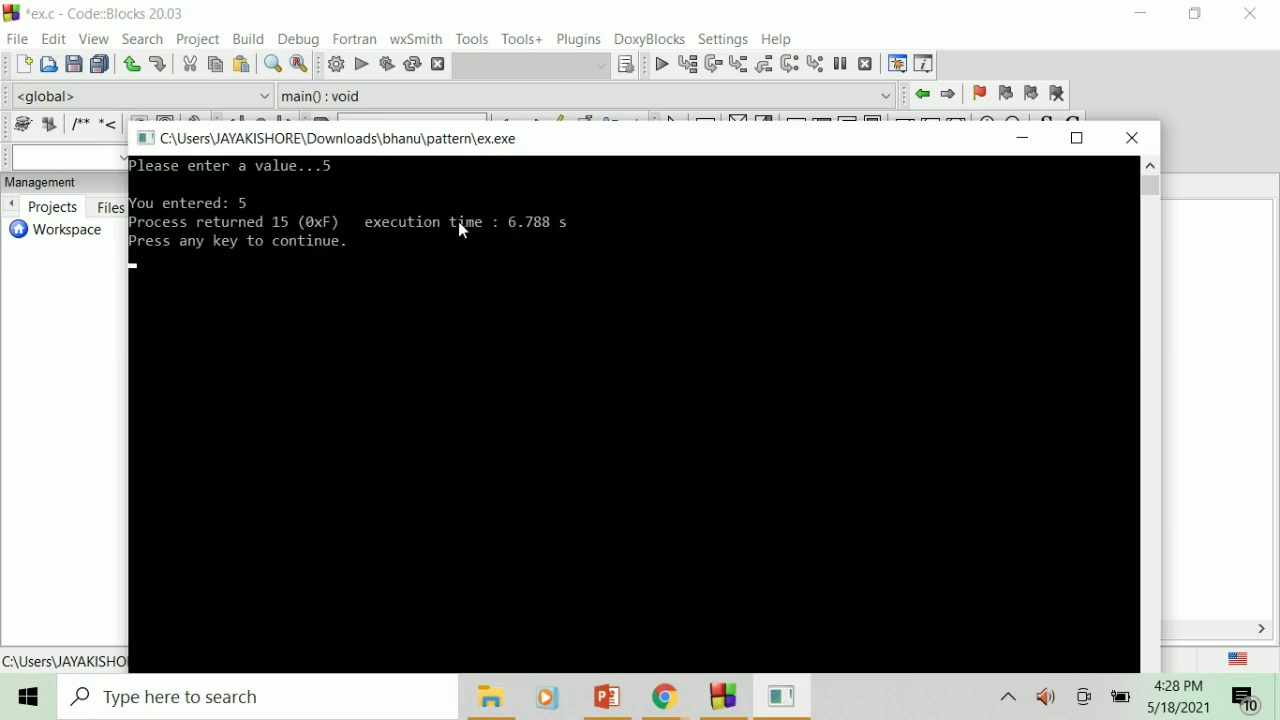 *ex.c - Code::Blocks 20.03
File Edit View Search Project Build Debug Fortran wxSmith Tools Tools+ Plugins DoxyBlocks Settings Help
<global> main() : void
/** *<
C:\Users\JAYAKISHORE\Downloads\bhanu\pattern\ex.exe
Please enter a value...5
Management
Projects Files
You entered: 5
Workspace
Process returned 15 (0xF) execution time : 6.788 s
Press any key to continue.
C:\Users\JAYAKISHO
Type here to search
4:28 PM
5/18/2021
10